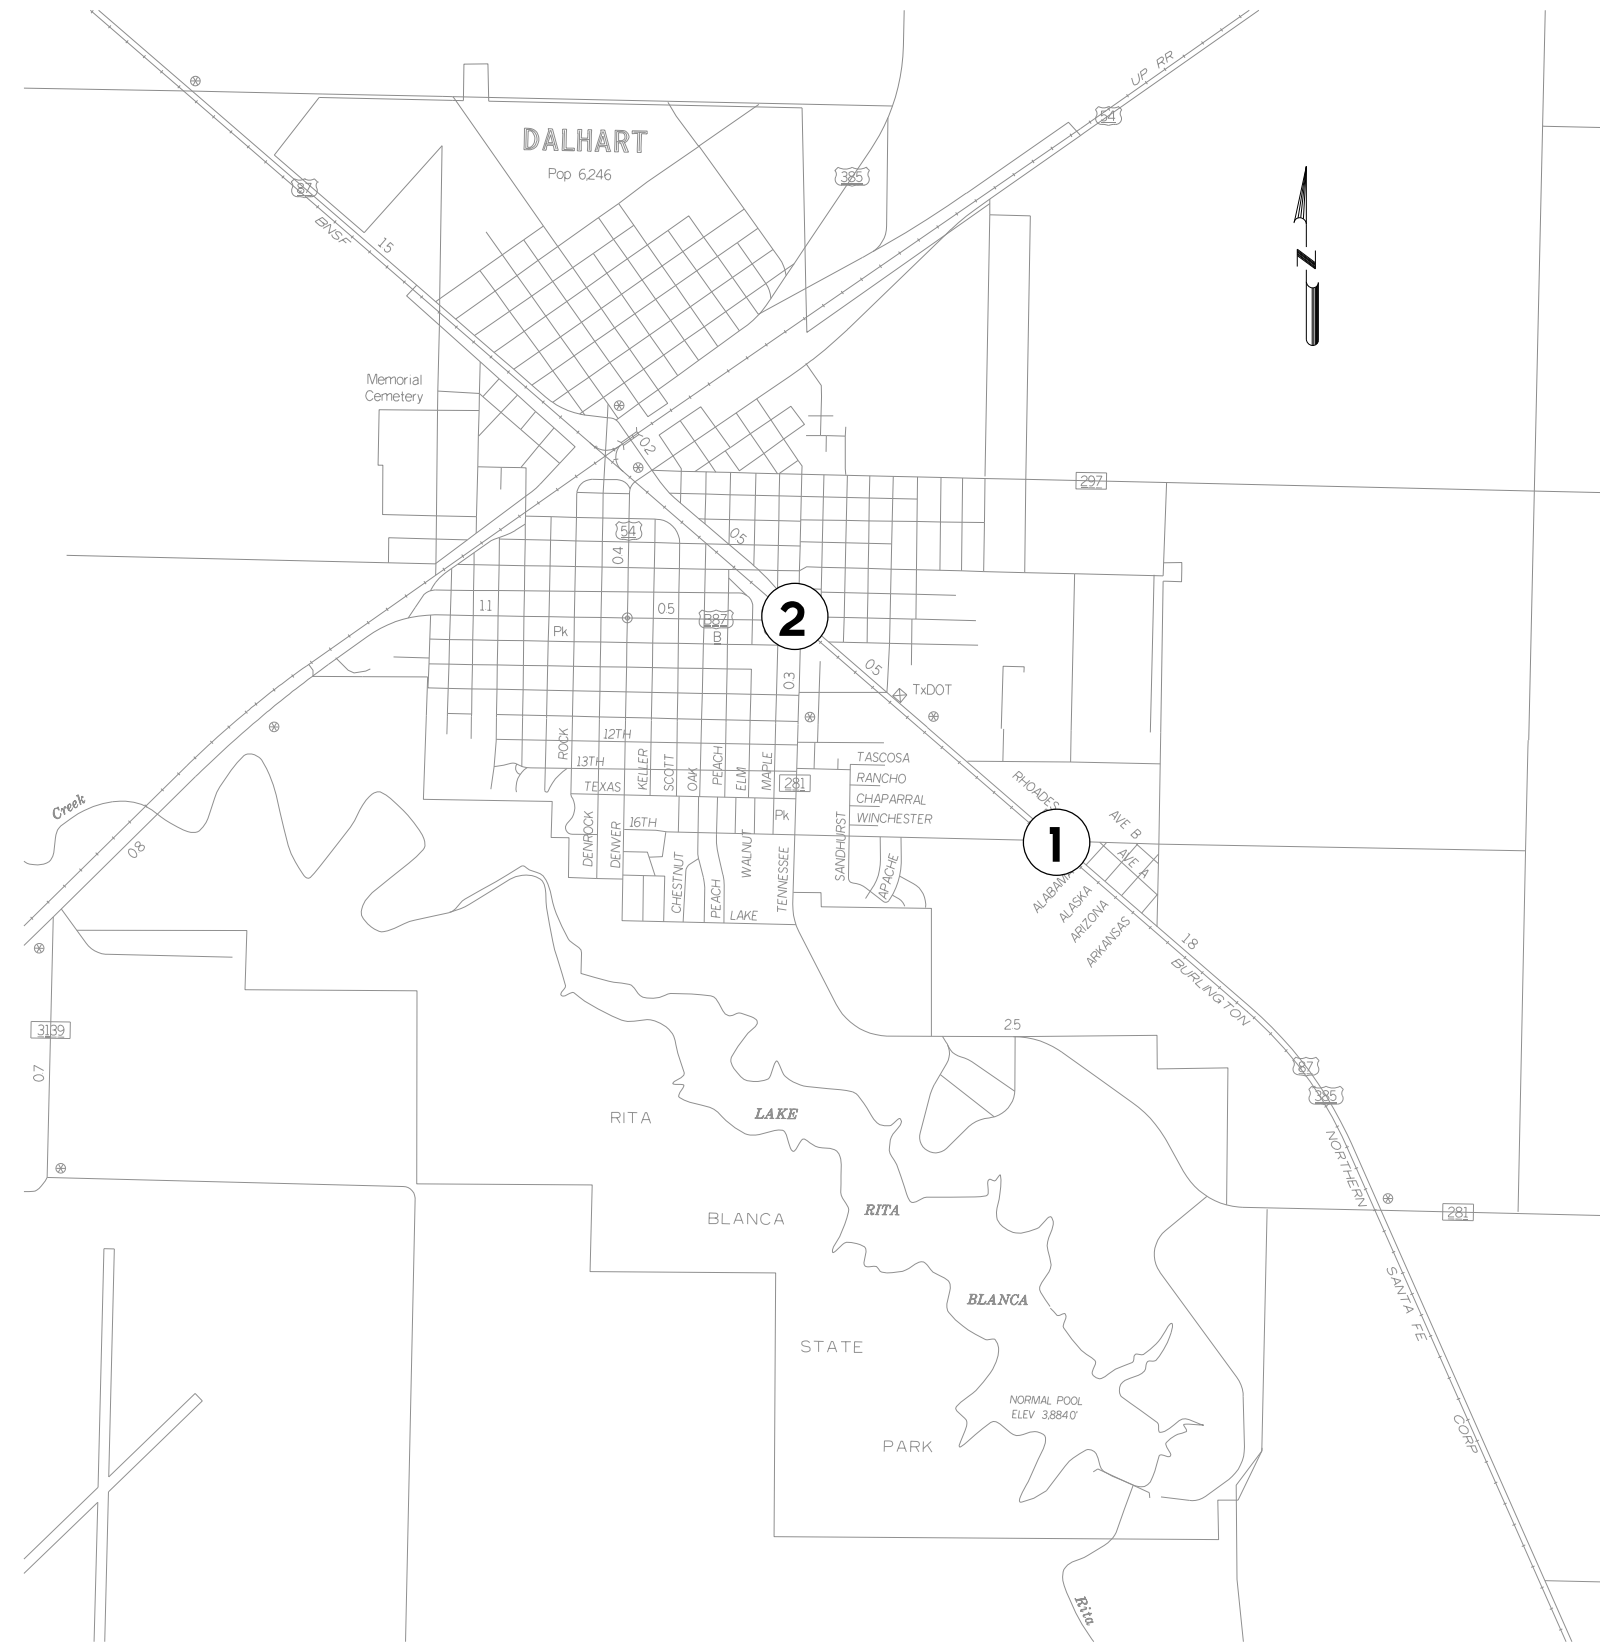 UP RR
54
DALHART
Pop 6,246
385
87
BNSF
15
N
Memorial
Cemetery
02
297
54
04
05
11
05
B87
B
Pk
2
03
05
TxDOT
ROCK
12TH
13TH
TEXAS
KELLER
SCOTT
OAK
PEACH
ELM
MAPLE
281
TASCOSA
RANCHO
CHAPARRAL
WINCHESTER
RHOADES
AVE B
AVE A
1
Creek
08
16TH
Pk
DENROCK
DENVER
CHESTNUT
PEACH
WALNUT
TENNESSEE
SANDHURST
APACHE
LAKE
ALABAMA
ALASKA
ARIZONA
ARKANSAS
18
BURLINGTON
25
3139
07
87
385
RITA
LAKE
NORTHERN
BLANCA
RITA
281
SANTA FE
BLANCA
STATE
NORMAL POOL
ELEV 3,884.0'
PARK
CORP
Rita